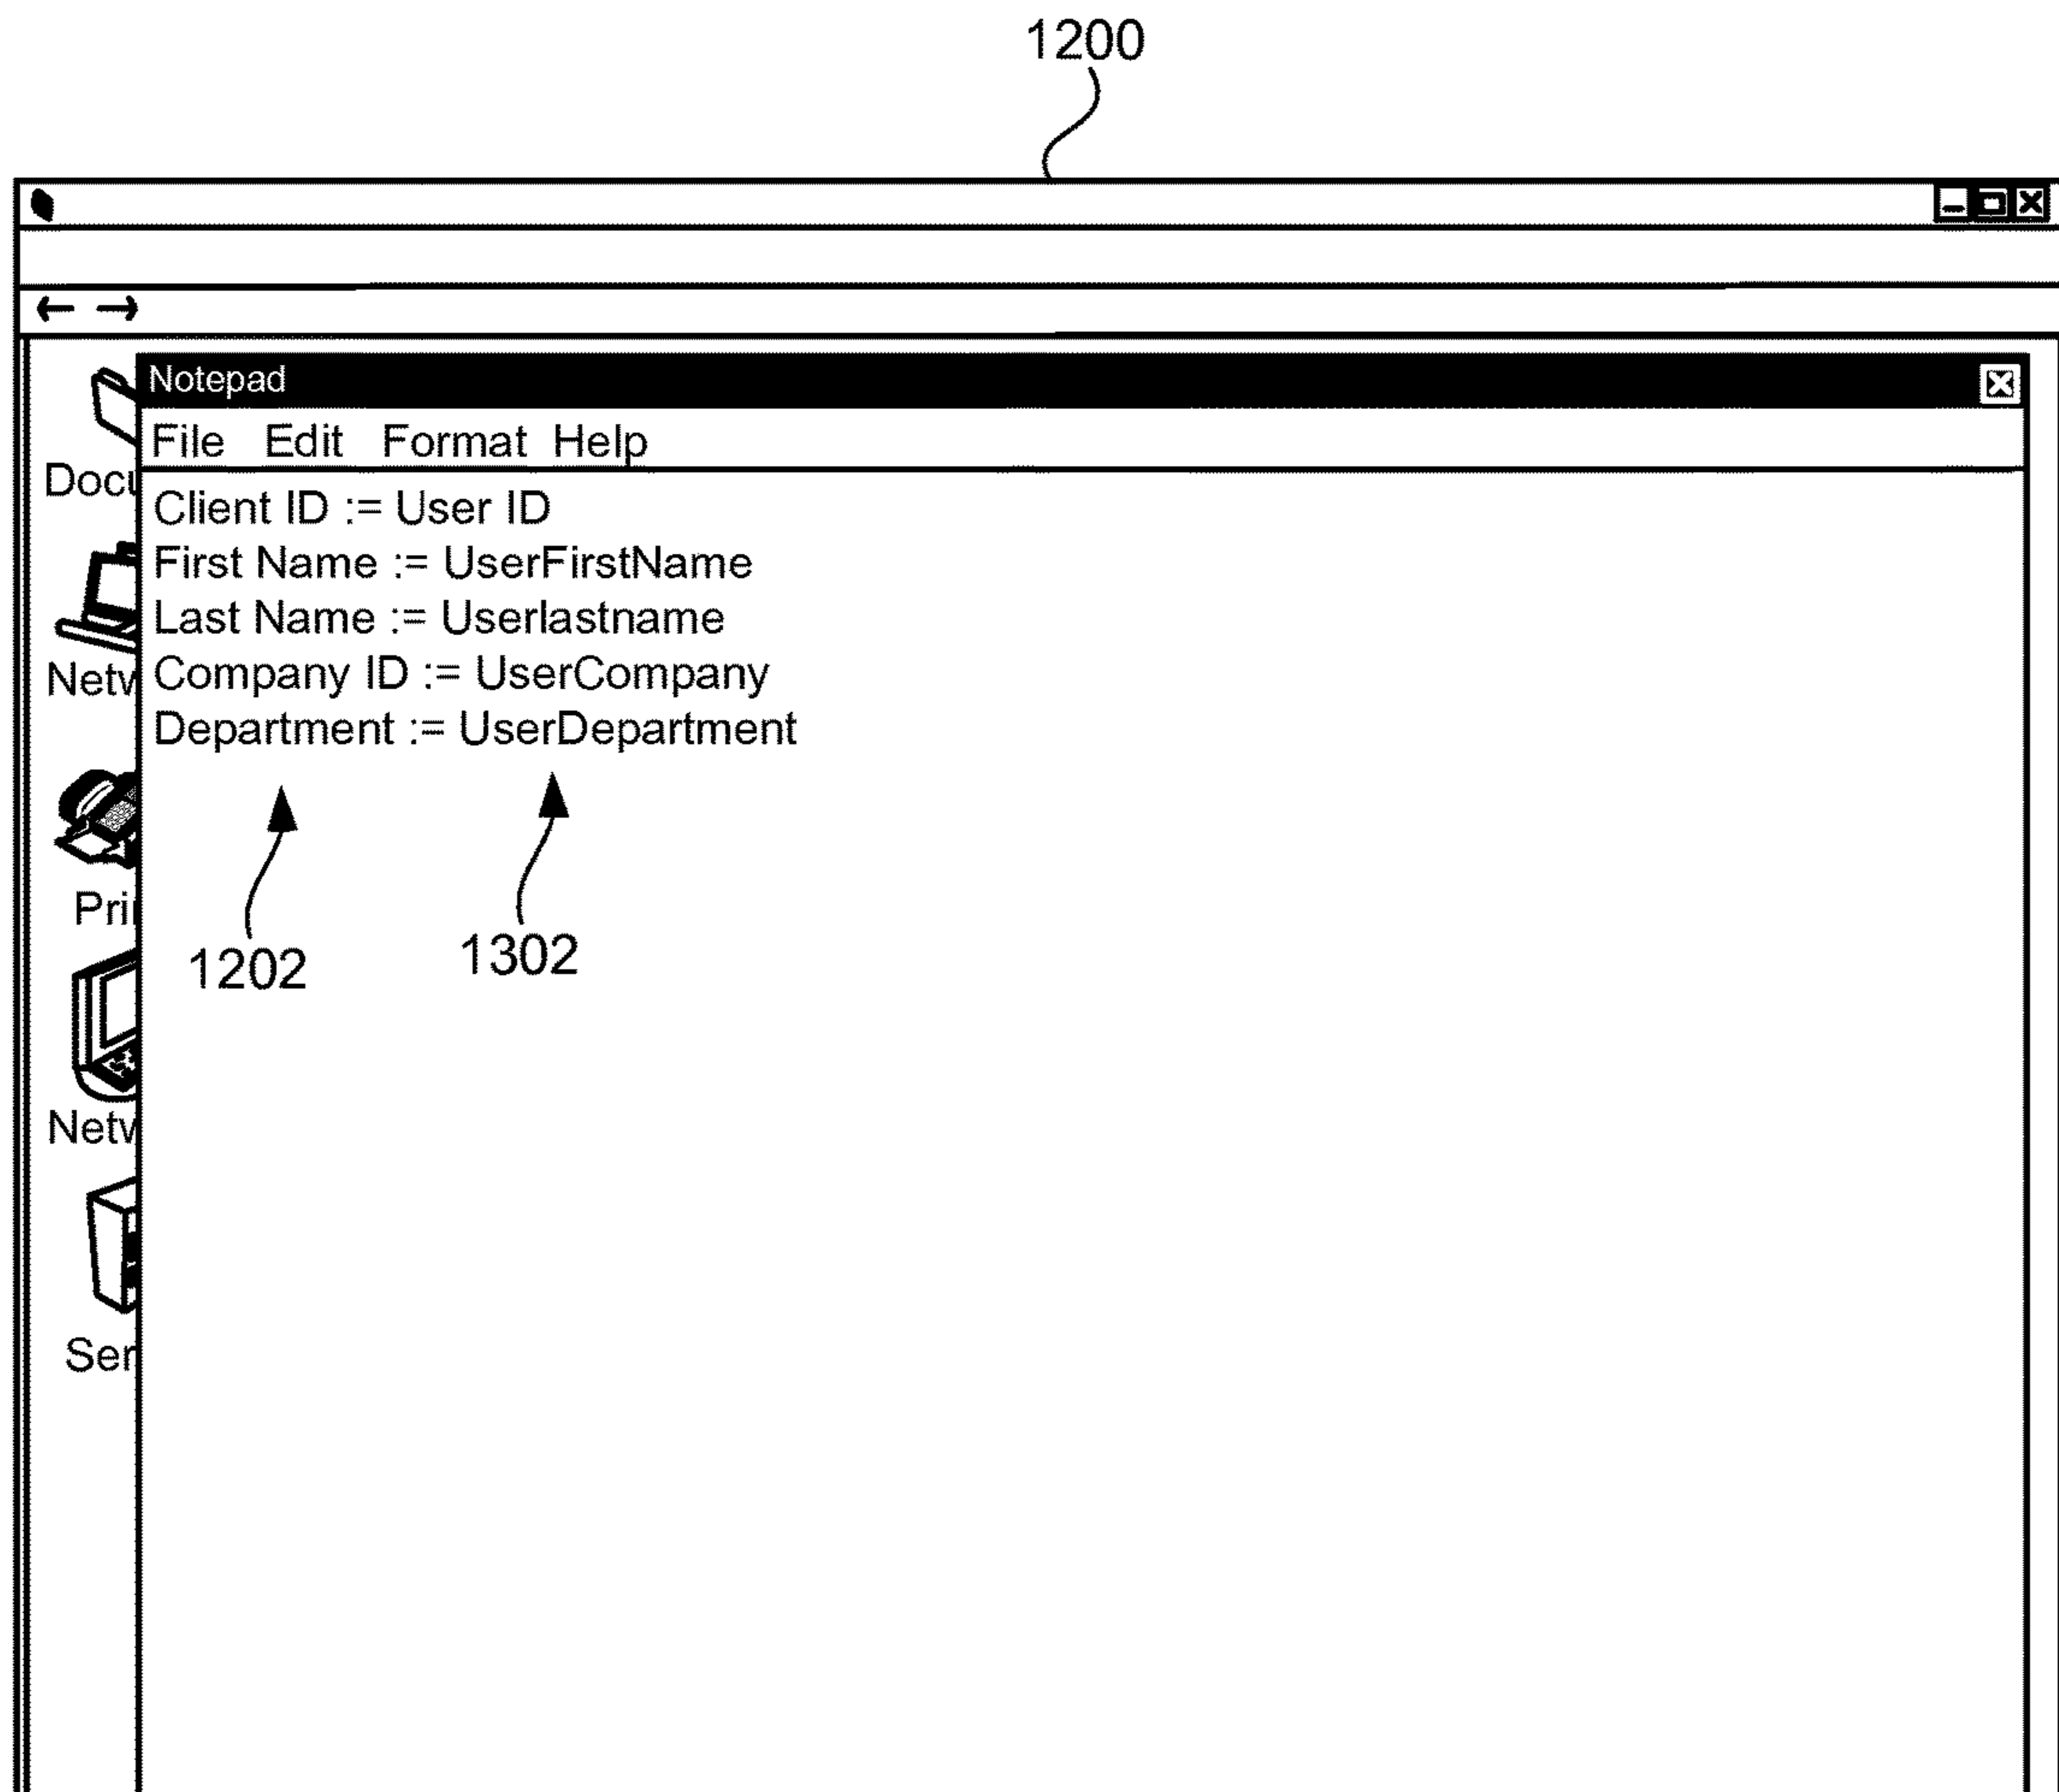 1200
Notepad
File Edit Format Help
Client ID := User ID
First Name := UserFirstName
Last Name := Userlastname
Company ID := UserCompany
Department := UserDepartment
1202
1302